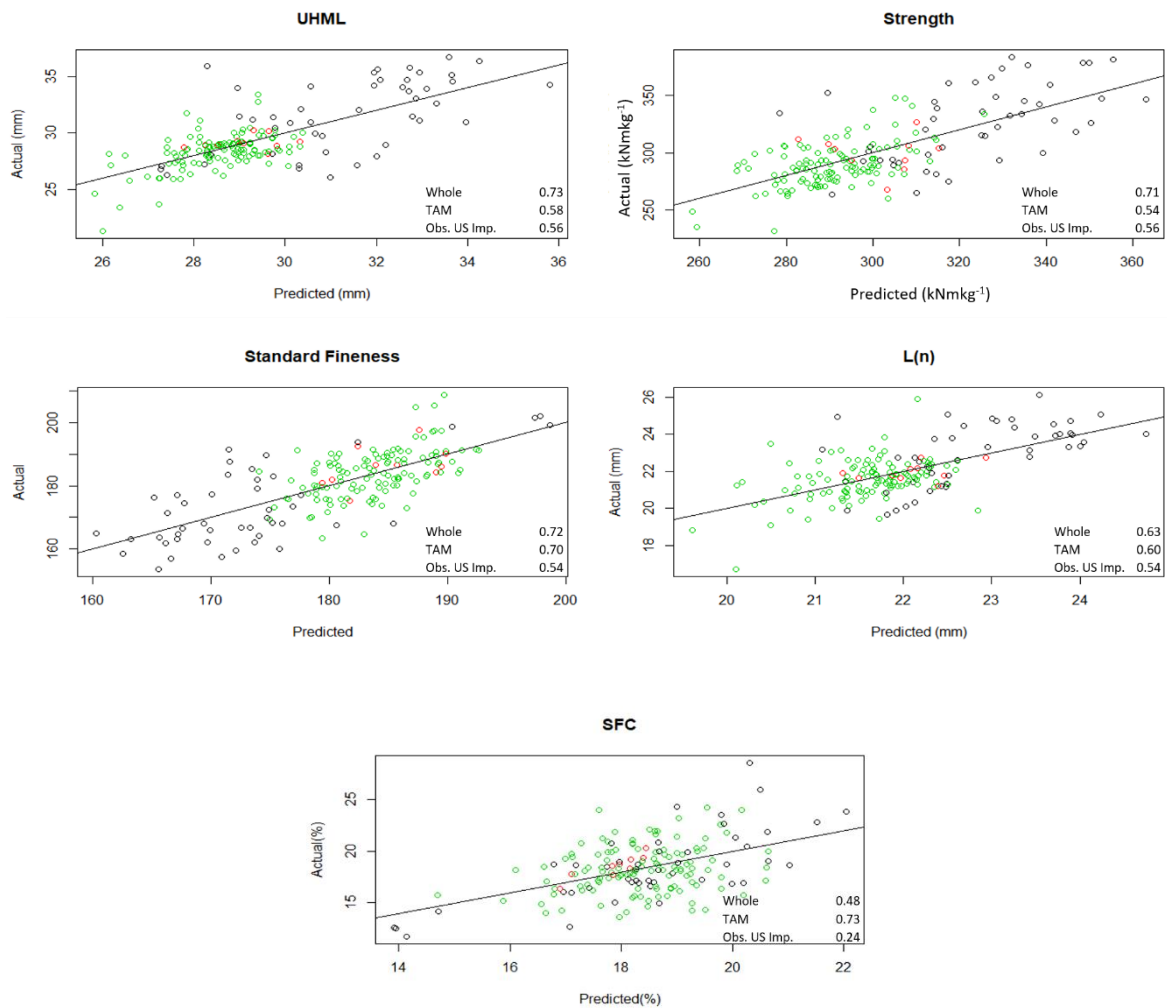 UHML
Actual (mm)
35
30
25
Whole 0.73
TAM 0.58
Obs. US Imp. 0.56
26 28 30 32 34 36
Predicted (mm)
Strength
Actual (kNmkg-1)
350
300
250
Whole 0.71
TAM 0.54
Obs. US Imp. 0.56
260 280 300 320 340 360
Predicted (kNmkg-1)
Standard Fineness
Actual
200
180
160
Whole 0.72
TAM 0.70
Obs. US Imp. 0.54
160 170 180 190 200
Predicted
L(n)
Actual (mm)
26
24
22
20
18
Whole 0.63
TAM 0.60
Obs. US Imp. 0.54
20 21 22 23 24
Predicted (mm)
SFC
Actual(%)
25
20
15
Whole 0.48
TAM 0.73
Obs. US Imp. 0.24
14 16 18 20 22
Predicted(%)